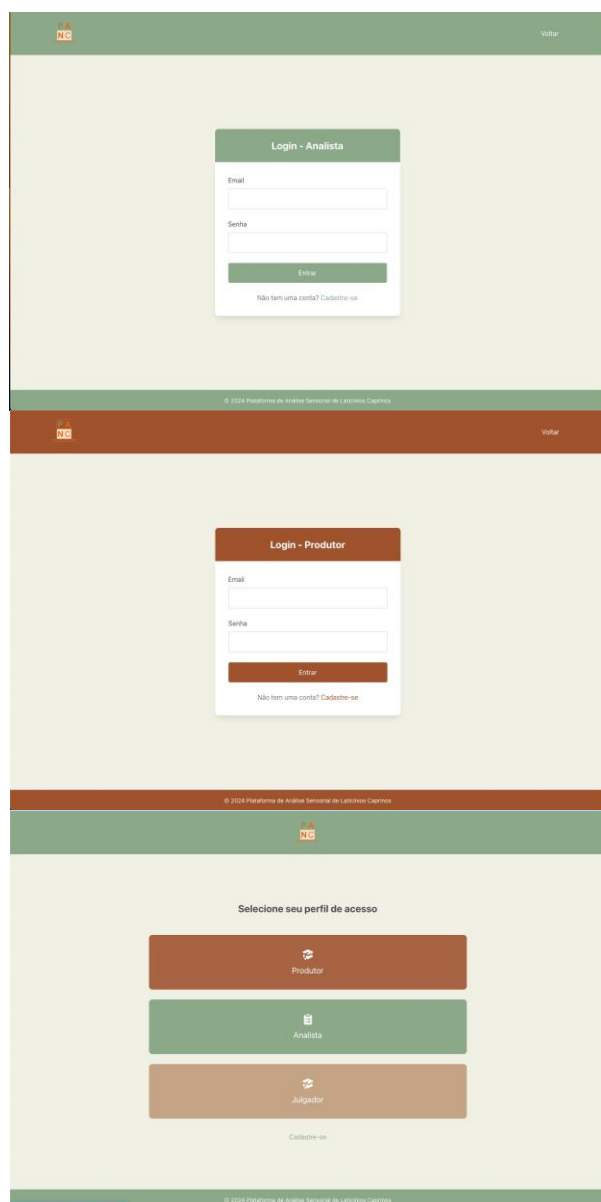 PA
NC
Voltar
Login - Analista
Email
Senha
Entrar
Não tem uma conta? Cadastre-se
© 2024 Plataforma de Análise Sensorial de Laticínios Caprinos
PA
NC
Voltar
Login - Produtor
Email
Senha
Entrar
Não tem uma conta? Cadastre-se
© 2024 Plataforma de Análise Sensorial de Laticínios Caprinos
PA
NC
Selecione seu perfil de acesso
Produtor
Analista
Julgador
Cadastre-se
© 2024 Plataforma de Análise Sensorial de Laticínios Caprinos